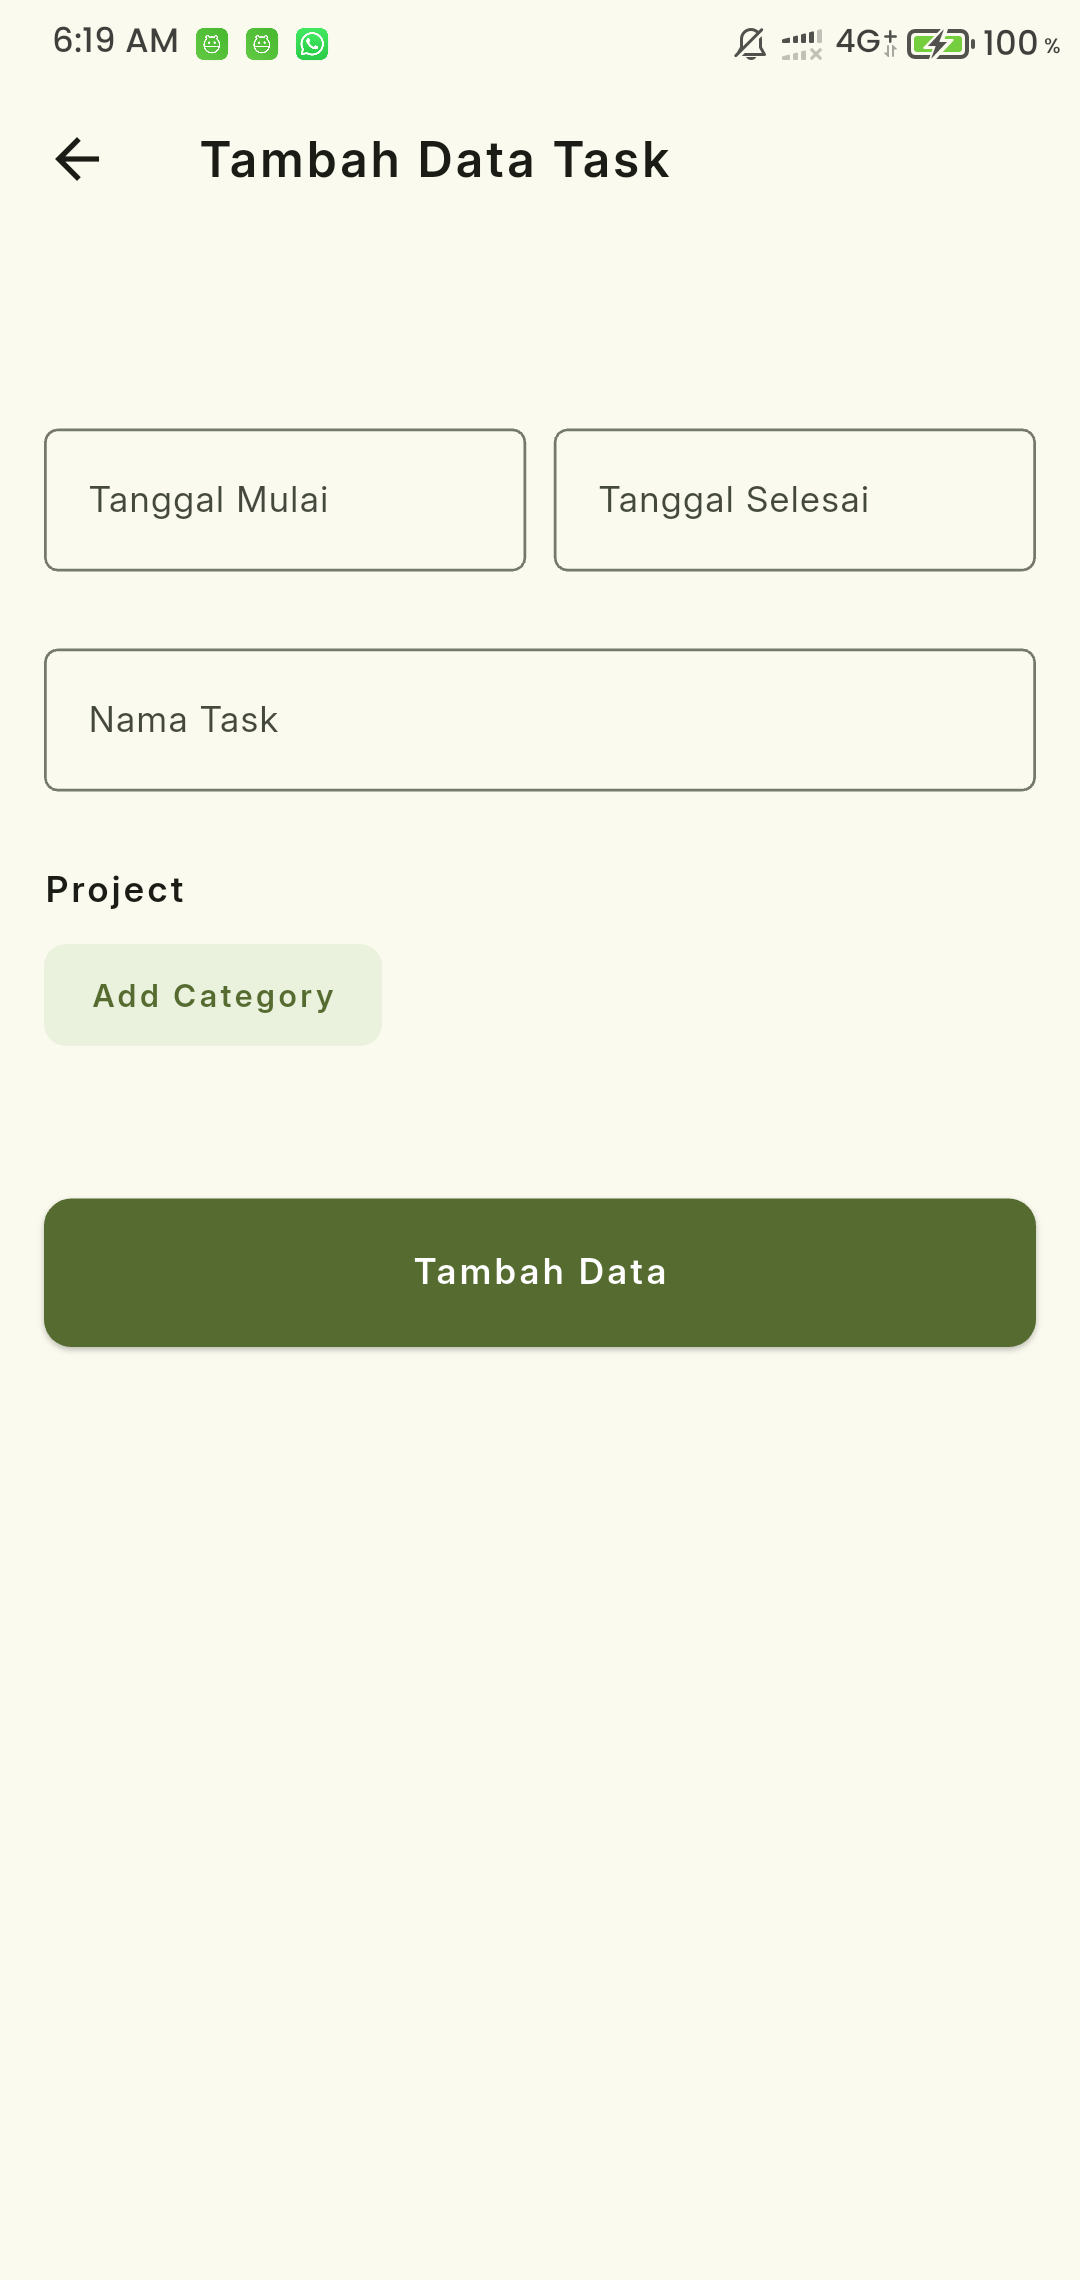 6:19 AM 4G+ 100 %
Tambah Data Task
Tanggal Mulai Tanggal Selesai
Nama Task
Project
Add Category
Tambah Data